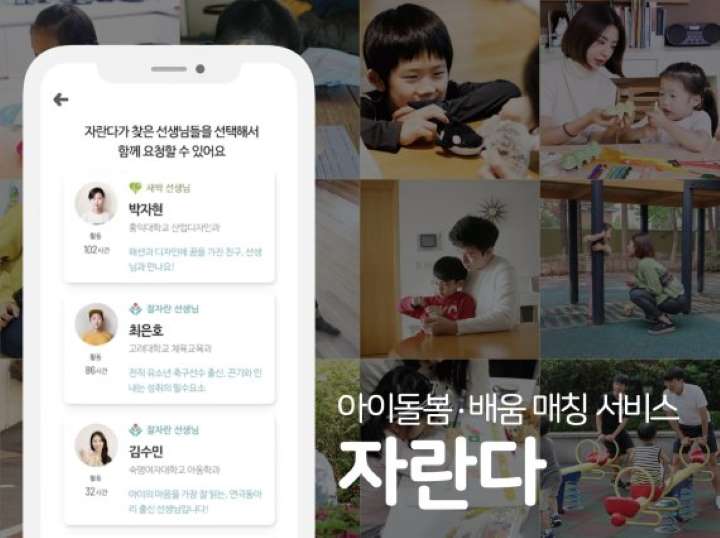 자란다가 찾은 선생님들을 선택해서
함께 요청할 수 있어요
새싹 선생님
박자현
홍익대학교 산업디자인과
패션과 디자인에 꿈을 가진 친구, 선생
님과 만나요!
활동
102시간
잘자란 선생님
최은호
고려대학교 체육교육과
전직 유소년 축구선수 출신, 끈기와 인
내는 성취의 필수요소
활동
86시간
잘자란 선생님
김수민
숙명여자대학교 아동학과
아이의 마음을 가장 잘 읽는, 연극동아
리 출신 선생님입니다!
활동
32시간
아이돌봄·배움 매칭 서비스
자란다